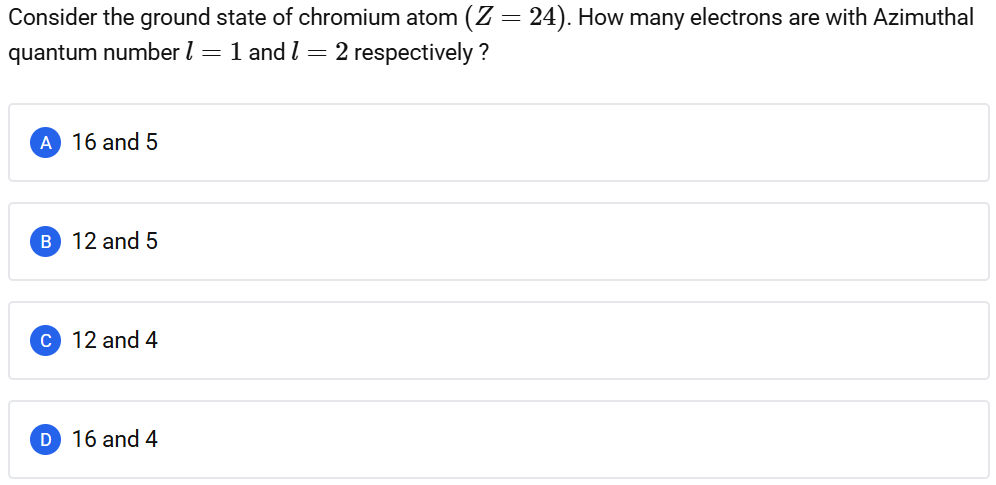 Consider the ground state of chromium atom (Z = 24). How many electrons are with Azimuthal
quantum number l = 1 and l = 2 respectively ?
A 16 and 5
B 12 and 5
C 12 and 4
D 16 and 4